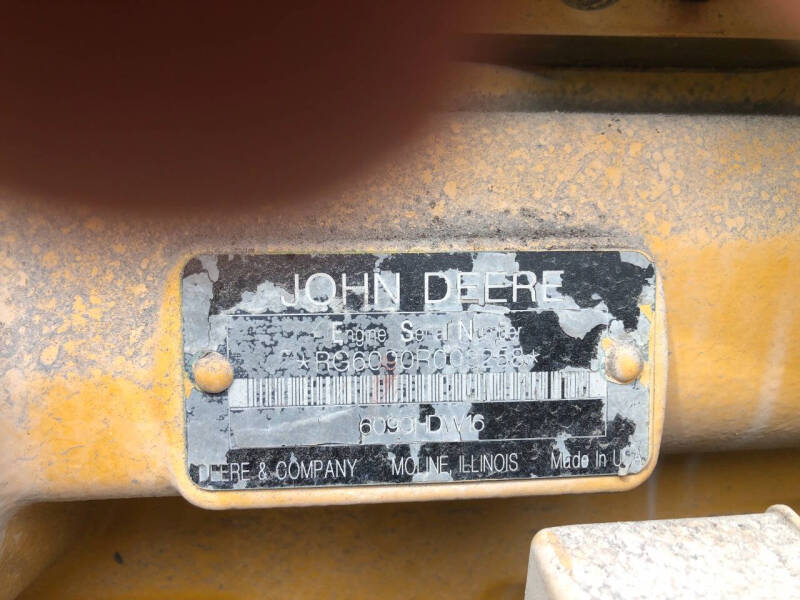 JOHN DEERE
Engine Serial Number
6090HDW16
DEERE & COMPANY MOLINE, ILLINOIS Made In USA